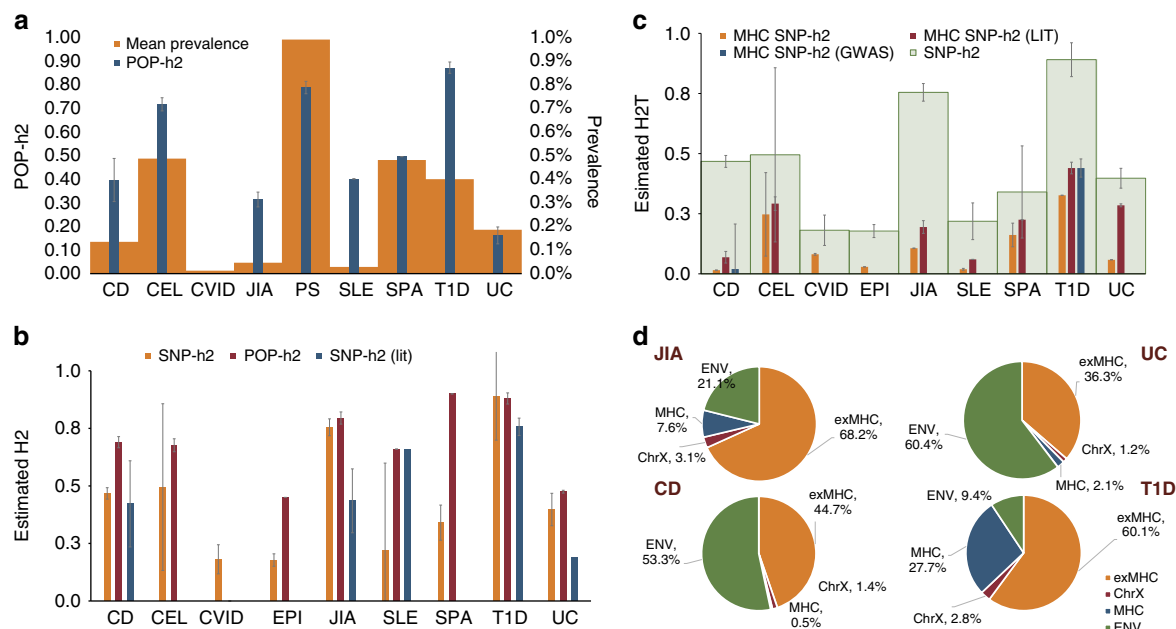 a
Mean prevalence
POP-h2
1.00
0.90
0.80
0.70
0.60
0.50
0.40
0.30
0.20
0.10
0.00
POP-h2
1.0%
0.9%
0.8%
0.7%
0.6%
0.5%
0.4%
0.3%
0.2%
0.1%
0.0%
Prevalence
CD CEL CVID JIA PS SLE SPA T1D UC
b
SNP-h2 POP-h2 SNP-h2 (lit)
1.0
0.8
0.5
0.3
0.0
Estimated H2
CD CEL CVID EPI JIA SLE SPA T1D UC
c
MHC SNP-h2 MHC SNP-h2 (LIT)
MHC SNP-h2 (GWAS) SNP-h2
1.0
0.8
0.5
0.3
0.0
Esimated H2T
CD CEL CVID EPI JIA SLE SPA T1D UC
d
JIA
ENV,
21.1%
MHC,
7.6%
ChrX, 3.1%
exMHC,
68.2%
UC
exMHC,
36.3%
ENV,
60.4%
ChrX, 1.2%
MHC, 2.1%
CD
exMHC,
44.7%
ENV,
53.3%
ChrX, 1.4%
MHC,
0.5%
T1D
ENV, 9.4%
exMHC,
60.1%
MHC,
27.7%
ChrX, 2.8%
exMHC
ChrX
MHC
ENV